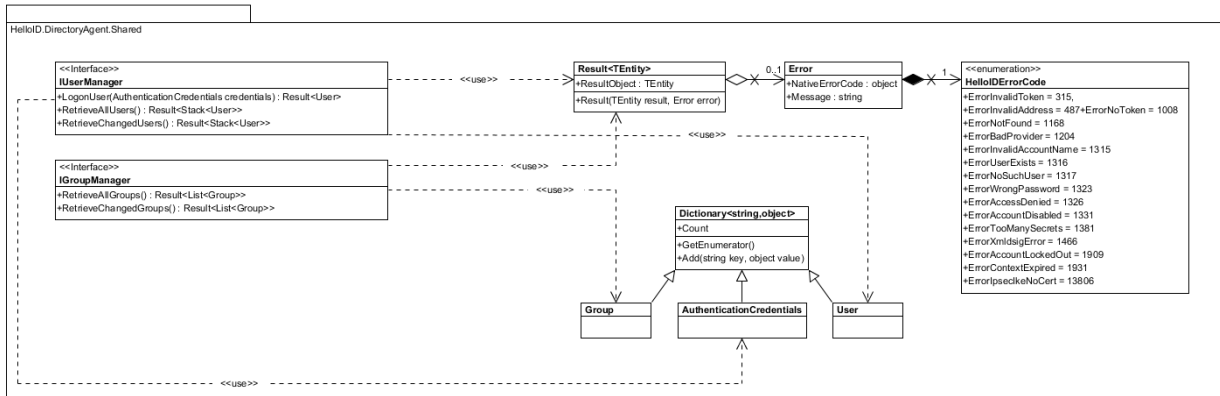 HelloID.DirectoryAgent.Shared
<<Interface>>
IUserManager
+LogonUser(AuthenticationCredentials credentials) : Result<User>
+RetrieveAllUsers() : Result<Stack<User>>
+RetrieveChangedUsers() : Result<Stack<User>>
<<use>>
Result<TEntity>
+ResultObject : TEntity
+Result(TEntity result, Error error)
0..1
Error
+NativeErrorCode : object
+Message : string
1
<<enumeration>>
HelloIDErrorCode
+ErrorInvalidToken = 315,
+ErrorInvalidAddress = 487+ErrorNoToken = 1008
+ErrorNotFound = 1168
+ErrorBadProvider = 1204
+ErrorInvalidAccountName = 1315
+ErrorUserExists = 1316
+ErrorNoSuchUser = 1317
+ErrorWrongPassword = 1323
+ErrorAccessDenied = 1326
+ErrorAccountDisabled = 1331
+ErrorTooManySecrets = 1381
+ErrorXmldsigError = 1466
+ErrorAccountLockedOut = 1909
+ErrorContextExpired = 1931
+ErrorIpsecIkeNoCert = 13806
<<use>>
<<Interface>>
IGroupManager
+RetrieveAllGroups() : Result<List<Group>>
+RetrieveChangedGroups() : Result<List<Group>>
<<use>>
<<use>>
Dictionary<string,object>
+Count
+GetEnumerator()
+Add(string key, object value)
Group
AuthenticationCredentials
User
<<use>>